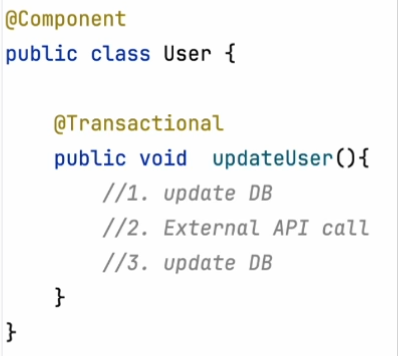 @Component
public class User {
@Transactional
public void updateUser(){
//1. update DB
//2. External API call
//3. update DB
}
}